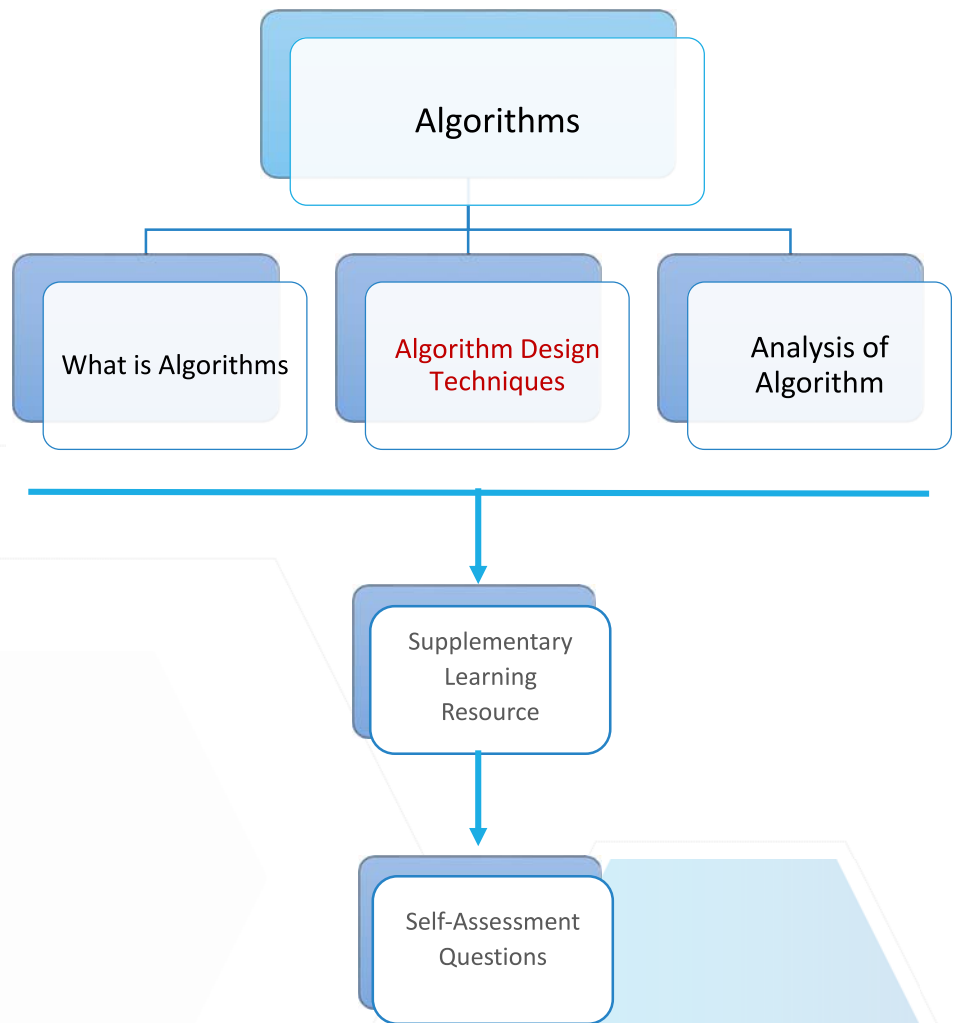 Algorithms
What is Algorithms
Algorithm Design
Techniques
Analysis of
Algorithm
Supplementary
Learning
Resource
Self-Assessment
Questions